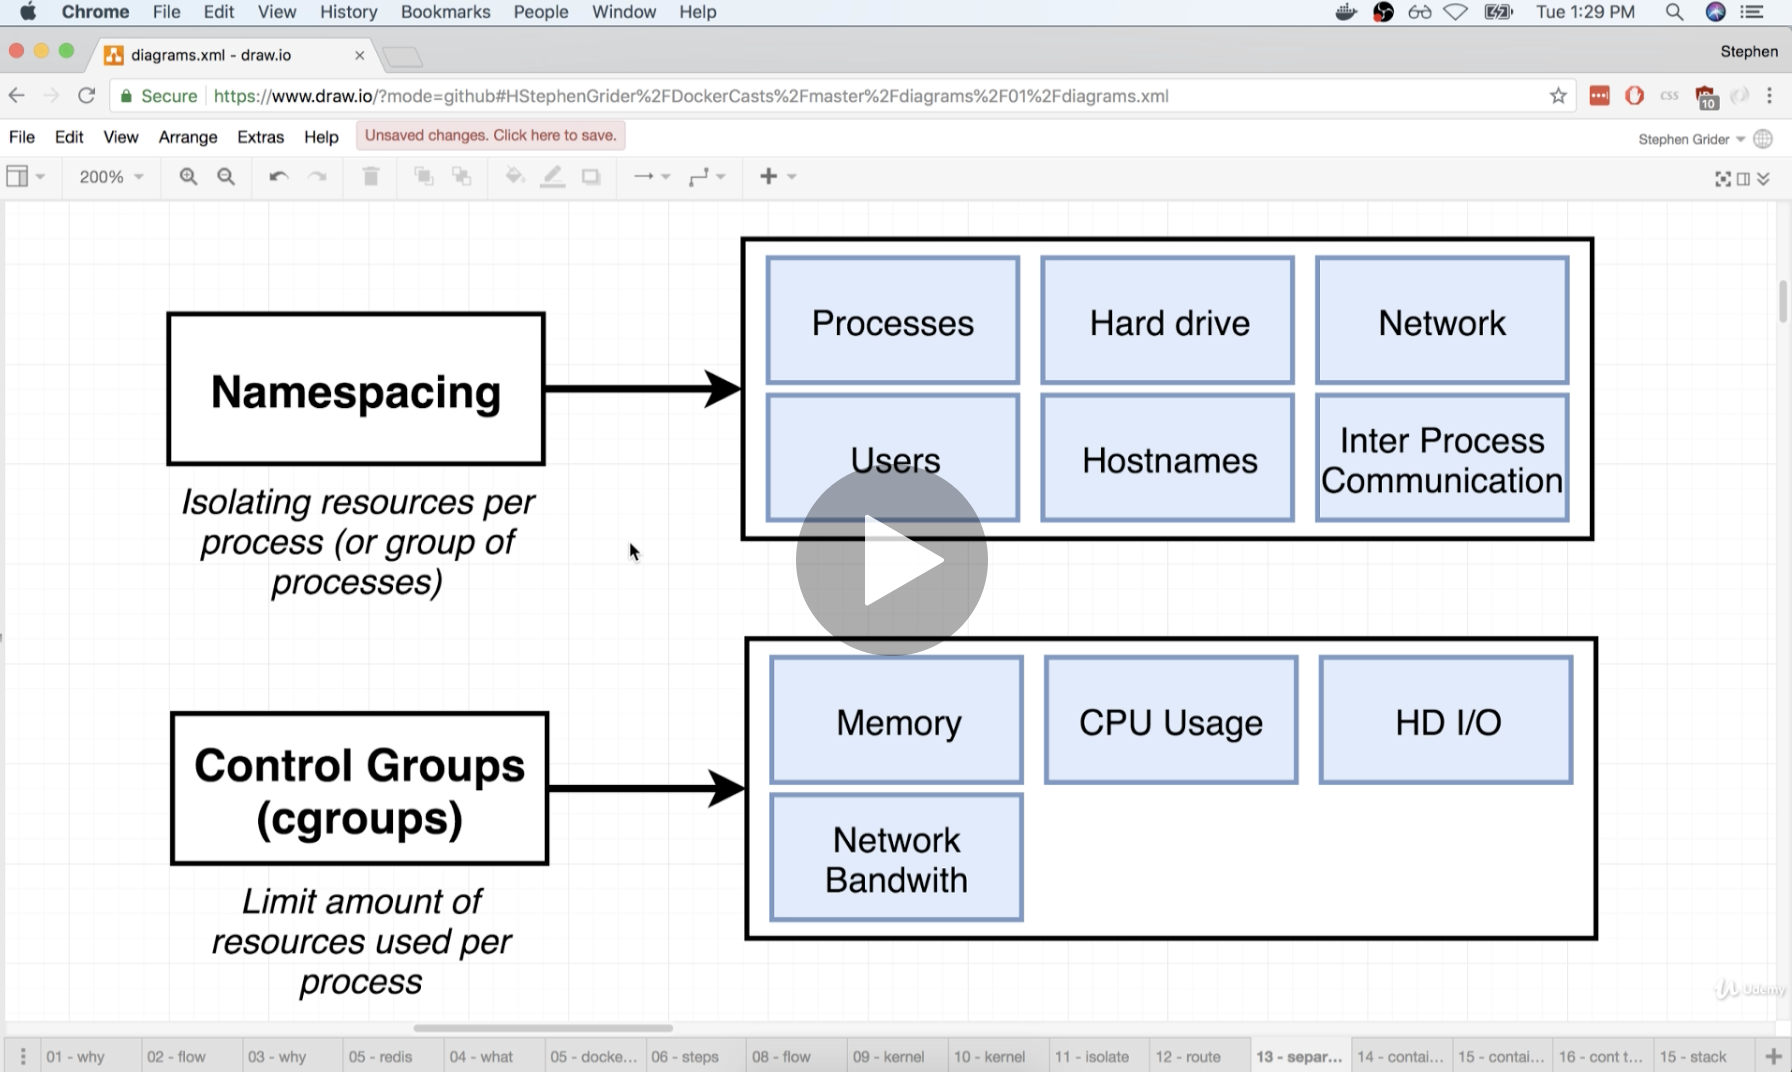 Chrome File Edit View History Bookmarks People Window Help Tue 1:29 PM
diagrams.xml - draw.io Stephen
Secure https://www.draw.io/?mode=github#HStephenGrider%2FDockerCasts%2Fmaster%2Fdiagrams%2F01%2Fdiagrams.xml css 10
File Edit View Arrange Extras Help Unsaved changes. Click here to save. Stephen Grider
200%
Namespacing
Isolating resources per
process (or group of
processes)
Processes Hard drive Network
Users Hostnames Inter Process
Communication
Control Groups
(cgroups)
Limit amount of
resources used per
process
Memory CPU Usage HD I/O
Network
Bandwith
Udemy
01 - why 02 - flow 03 - why 05 - redis 04 - what 05 - docke... 06 - steps 08 - flow 09 - kernel 10 - kernel 11 - isolate 12 - route 13 - separ... 14 - contai... 15 - contai... 16 - cont t... 15 - stack